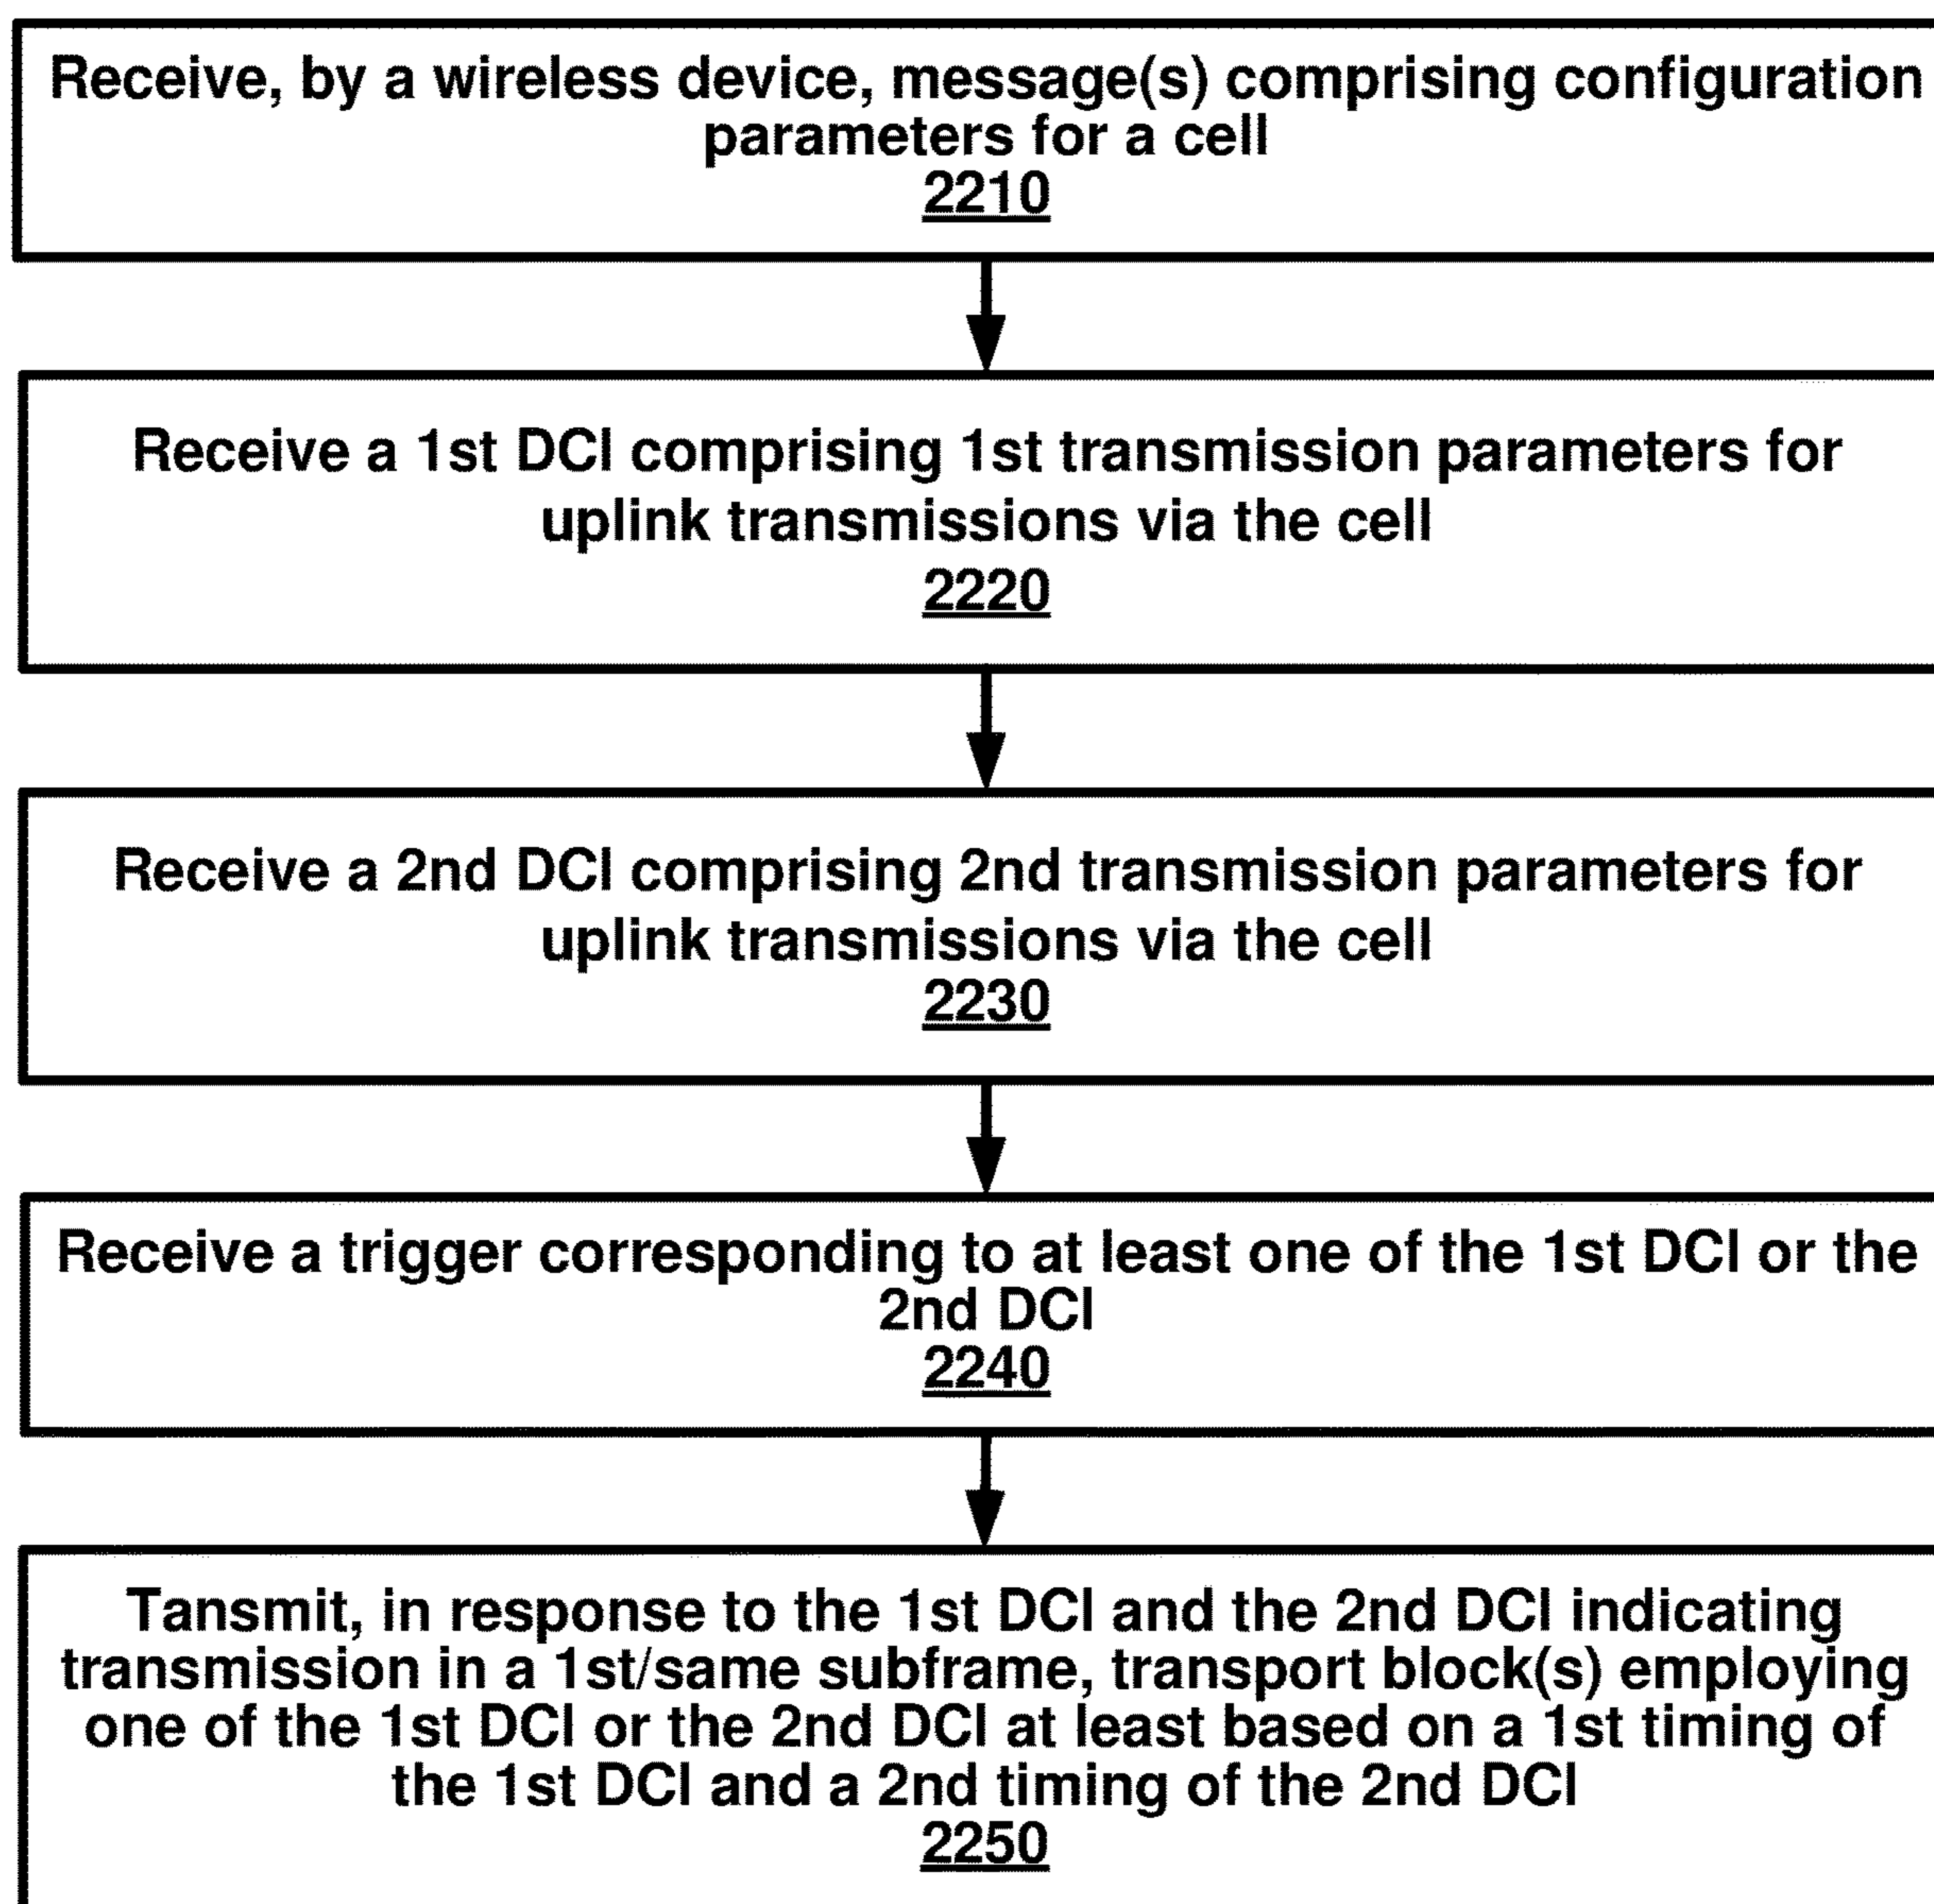 Receive, by a wireless device, message(s) comprising configuration
parameters for a cell
2210
Receive a 1st DCI comprising 1st transmission parameters for
uplink transmissions via the cell
2220
Receive a 2nd DCI comprising 2nd transmission parameters for
uplink transmissions via the cell
2230
Receive a trigger corresponding to at least one of the 1st DCI or the
2nd DCI
2240
Tansmit, in response to the 1st DCI and the 2nd DCI indicating
transmission in a 1st/same subframe, transport block(s) employing
one of the 1st DCI or the 2nd DCI at least based on a 1st timing of
the 1st DCI and a 2nd timing of the 2nd DCI
2250